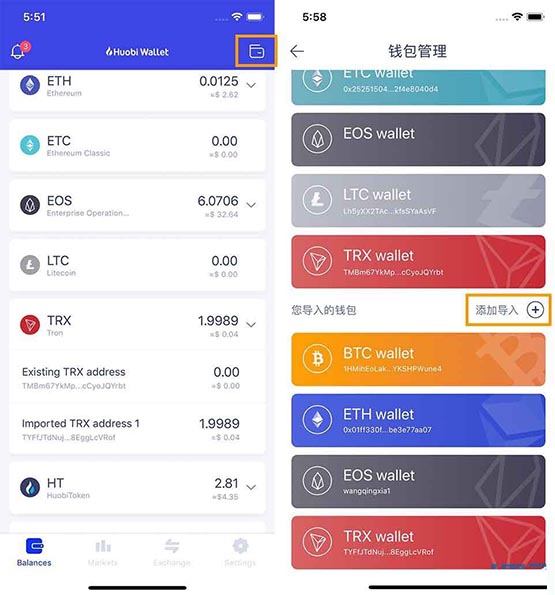 5:51
3
Huobi Wallet
ETH
0.0125
Ethereum
≈$ 2.62
ETC
0.00
Ethereum Classic
≈$ 0.00
EOS
6.0706
Enterprise Operation...
≈$ 32.64
LTC
0.00
Litecoin
≈$ 0.00
TRX
1.9989
Tron
≈$ 0.04
Existing TRX address
0.00
TMBm67YkMp...cCyoJQYrbt
≈$ 0.00
Imported TRX address 1
1.9989
TYFfJTdNuj...8EggLcVRof
≈$ 0.04
HT
2.81
HuobiToken
≈$4.35
Balances
Markets
Exchange
Settings
5:58
钱包管理
ETC wallet
0x25251504...2f4e8040d4
EOS wallet
LTC wallet
Lh5yXX2TAc...kfsSYaAsVF
TRX wallet
TMBm67YkMp...cCyoJQYrbt
您导入的钱包
添加导入
BTC wallet
1HMihEoLak...YKSHPWune4
ETH wallet
0x01ff330f...be3e77aa07
EOS wallet
wangqingxia1
TRX wallet
TYFfJTdNuj...8EggLcVRof